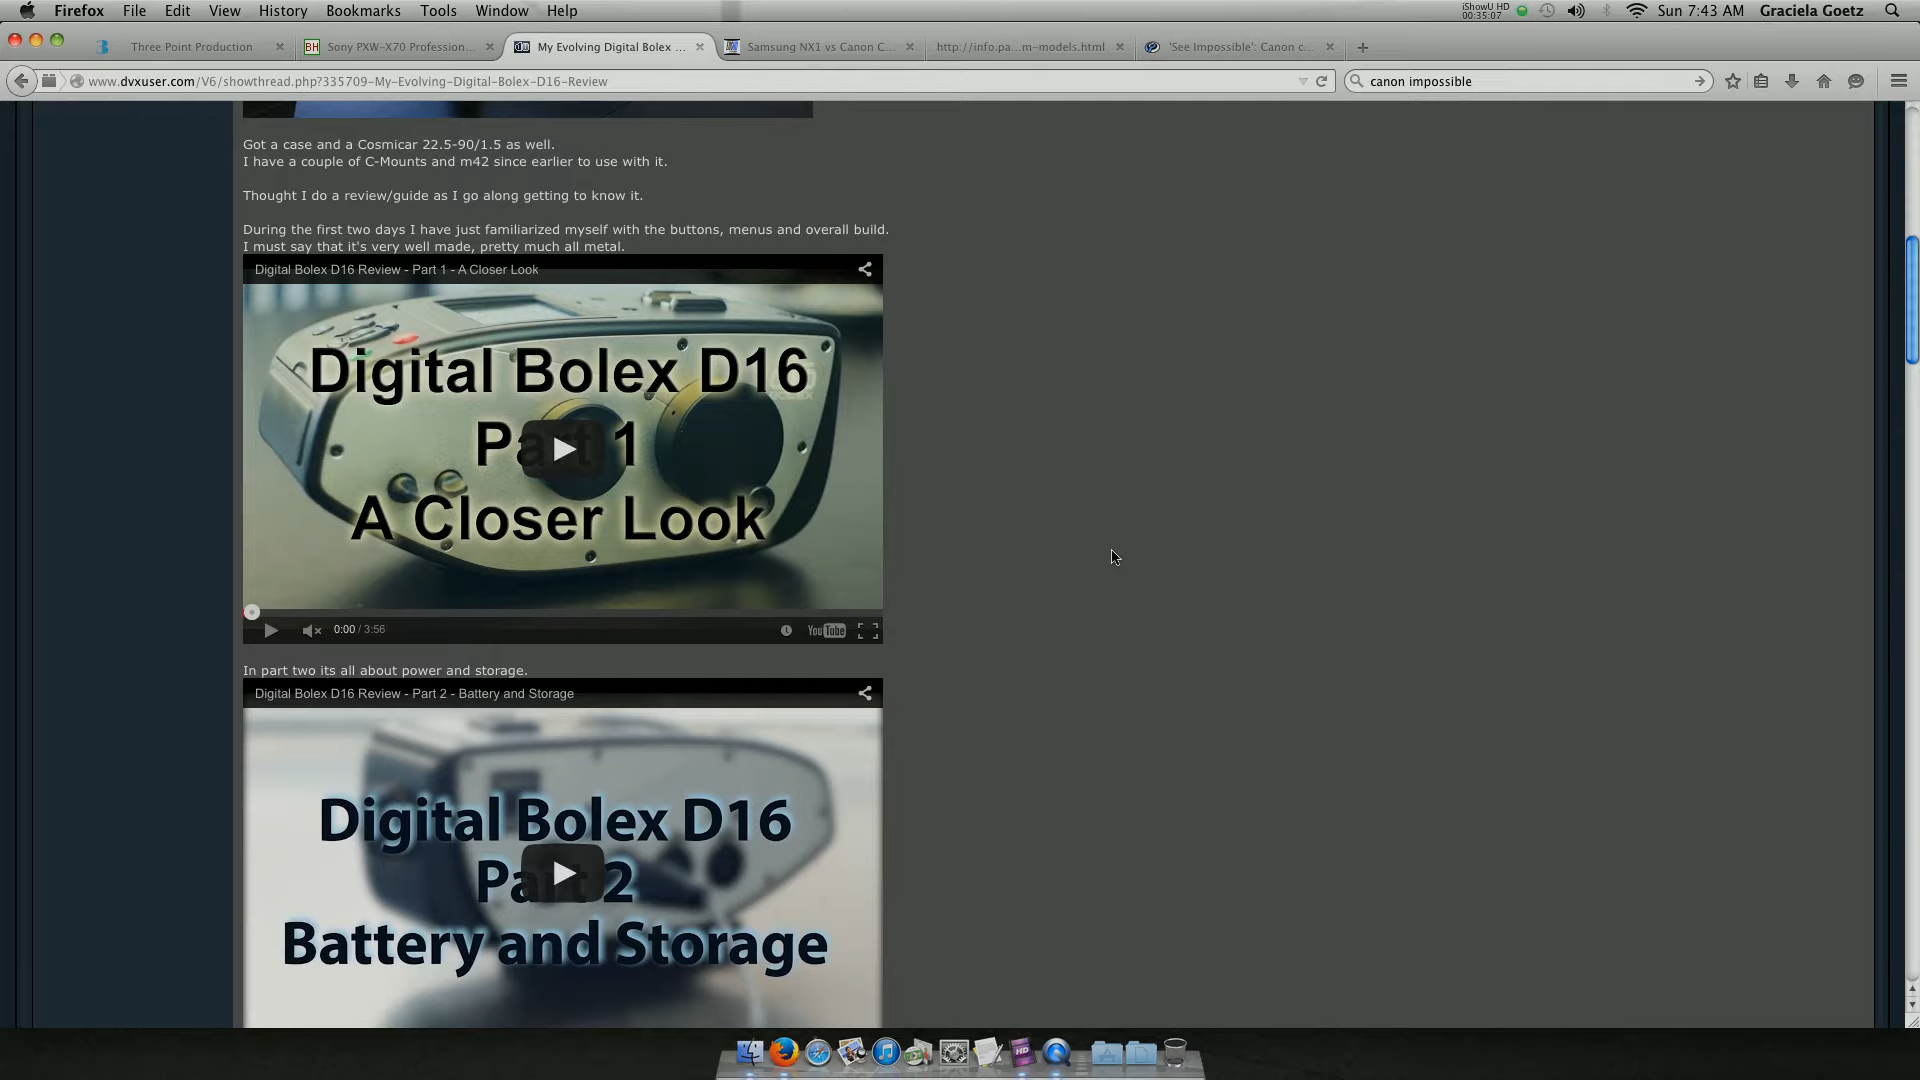 Firefox File Edit View History Bookmarks Tools Window Help iShowU HD 00:35:07 Sun 7:43 AM Graciela Goetz
Three Point Production BH Sony PXW-X70 Profession... My Evolving Digital Bolex ... Samsung NX1 vs Canon C... http://info.pa...m-models.html 'See Impossible': Canon c...
www.dvxuser.com/V6/showthread.php?335709-My-Evolving-Digital-Bolex-D16-Review canon impossible
Got a case and a Cosmicar 22.5-90/1.5 as well.
I have a couple of C-Mounts and m42 since earlier to use with it.
Thought I do a review/guide as I go along getting to know it.
During the first two days I have just familiarized myself with the buttons, menus and overall build.
I must say that it's very well made, pretty much all metal.
Digital Bolex D16 Review - Part 1 - A Closer Look
Digital Bolex D16
Part 1
A Closer Look
0:00 / 3:56 YouTube
In part two its all about power and storage.
Digital Bolex D16 Review - Part 2 - Battery and Storage
Digital Bolex D16
Part 2
Battery and Storage
HD